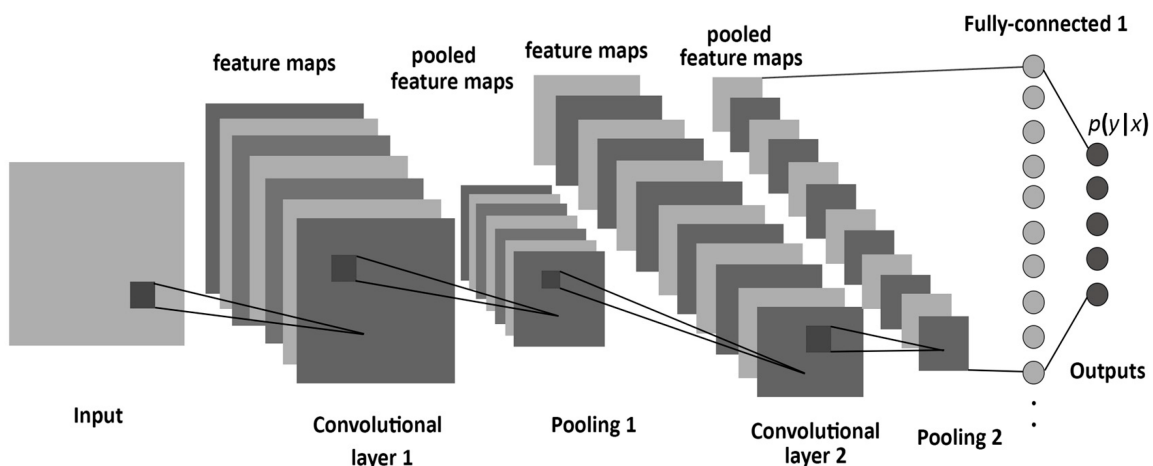 Fully-connected 1
feature maps
pooled
feature maps
feature maps
pooled
feature maps
p(y|x)
Outputs
Input
Convolutional
layer 1
Pooling 1
Convolutional
layer 2
Pooling 2